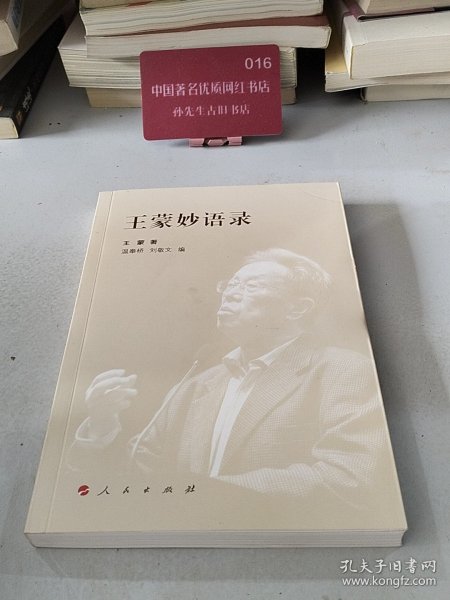 016
中国著名优质网红书店
孙先生古旧书店
王蒙妙语录
王 蒙 著
温奉桥 刘敬文 编
人民出版社
孔夫子旧书网
www.kongfz.com